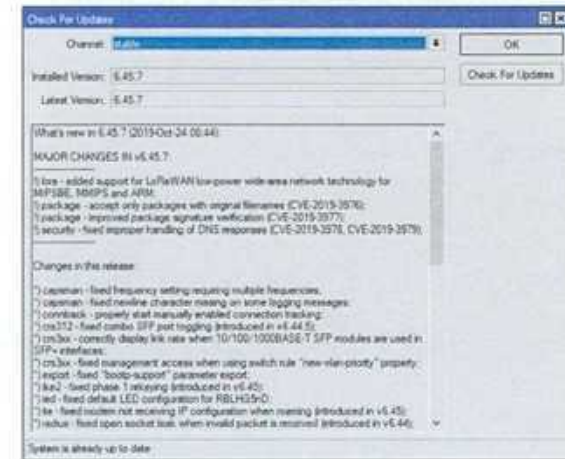 Check For Updates
Channel: stable
OK
Installed Version: 6.45.7
Check For Updates
Latest Version: 6.45.7
What's new in 6.45.7 (2019-Oct-24 08:44):
MAJOR CHANGES IN v6.45.7:
----------------------
!) lora - added support for LoRaWAN low-power wide-area network technology for
MIPSBE, MMIPS and ARM;
!) package - accept only packages with original filenames (CVE-2019-3976);
!) package - improved package signature verification (CVE-2019-3977);
!) security - fixed improper handling of DNS responses (CVE-2019-3978, CVE-2019-3979);
----------------------
Changes in this release:
*) capsman - fixed frequency setting requiring multiple frequencies;
*) capsman - fixed newline character missing on some logging messages;
*) connback - properly start manually enabled connection tracking;
*) crs312 - fixed combo SFP port toggling (introduced in v6.44.5);
*) crs3xx - correctly display link rate when 10/100/1000BASE-T SFP modules are used in
SFP+ interfaces;
*) crs3xx - fixed management access when using switch rule "new-vlan-priority" property;
*) export - fixed "bootp-support" parameter export;
*) ike2 - fixed phase 1 rekeying (introduced in v6.45);
*) led - fixed default LED configuration for RBLHG5nD;
*) lte - fixed modem not receiving IP configuration when roaming (introduced in v6.45);
*) radius - fixed open socket leak when invalid packet is received (introduced in v6.44);
System is already up to date